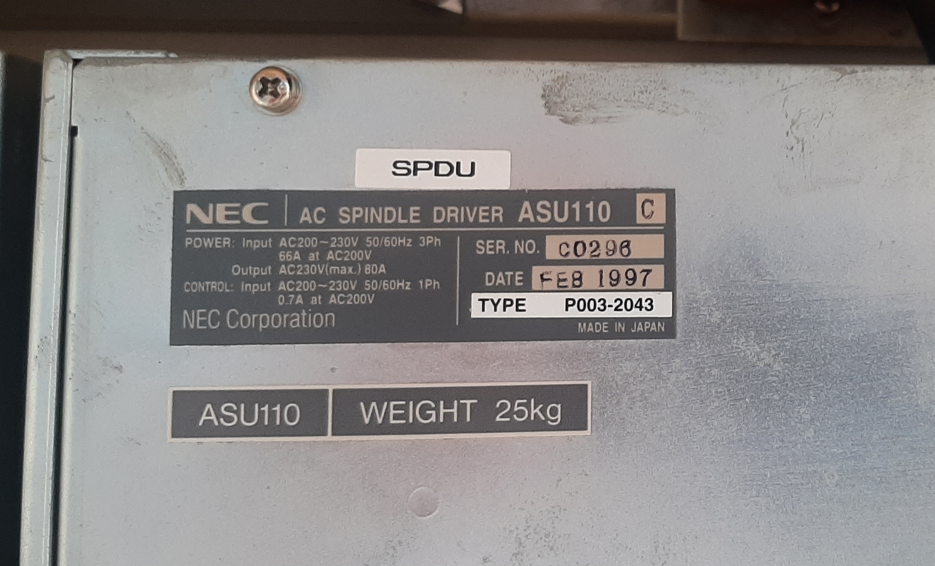 SPDU
NEC AC SPINDLE DRIVER ASU110 C
POWER: Input AC200~230V 50/60Hz 3Ph
66A at AC200V
Output AC230V(max.) 80A
CONTROL: Input AC200~230V 50/60Hz 1Ph
0.7A at AC200V
NEC Corporation
SER. NO. C0296
DATE FEB 1997
TYPE P003-2043
MADE IN JAPAN
ASU110 WEIGHT 25kg